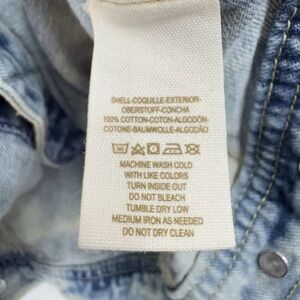 SHELL-COQUILLE-EXTERIOR-
OBERSTOFF-CONCHA
100% COTTON-COTON-ALGODÓN-
COTONE-BAUMWOLLE-ALGODÃO
MACHINE WASH COLD
WITH LIKE COLORS
TURN INSIDE OUT
DO NOT BLEACH
TUMBLE DRY LOW
MEDIUM IRON AS NEEDED
DO NOT DRY CLEAN